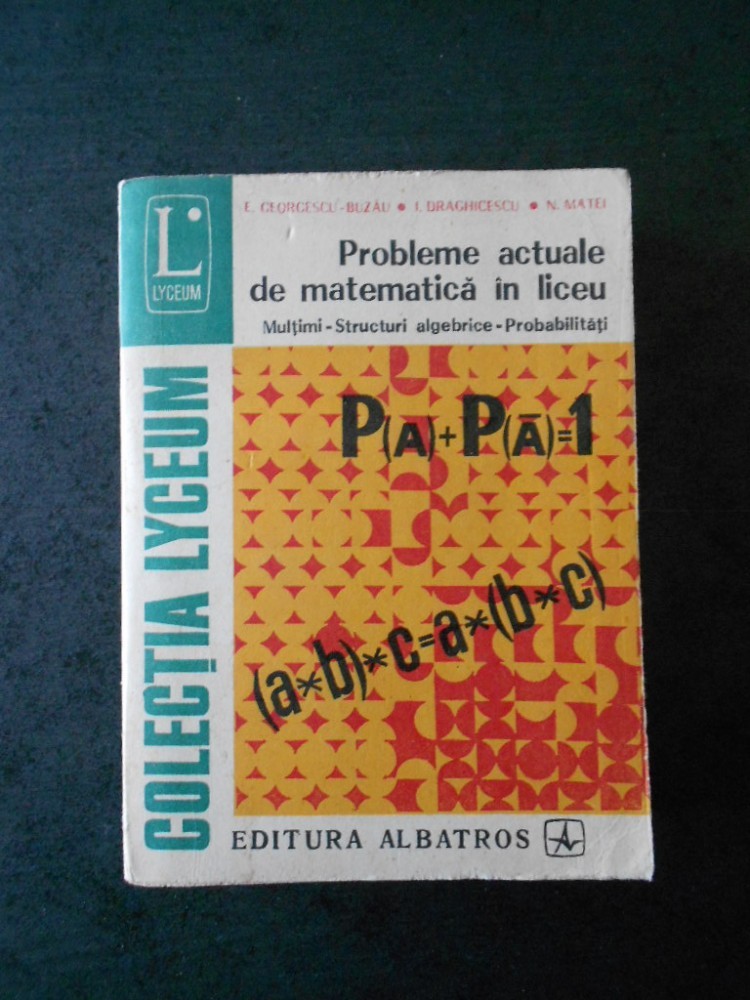 E. GEORGESCU-BUZĂU • I. DRAGHICESCU • N. MATEI
L
LYCEUM
Probleme actuale
de matematică în liceu
Mulțimi-Structuri algebrice-Probabilități
COLECȚIA LYCEUM
P(A)+P(Ā)=1
(a*b)*c=a*(b*c)
EDITURA ALBATROS